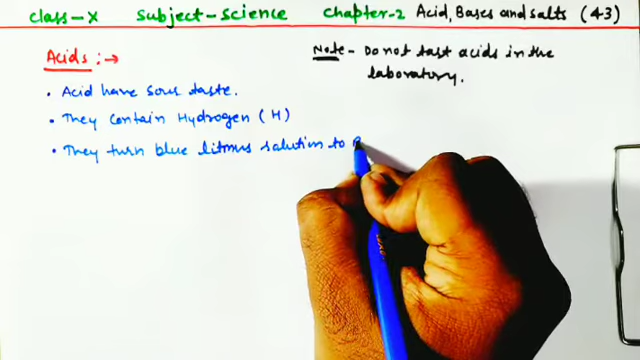 class-X Subject-Science Chapter-2 Acid, Bases and salts (43)
Acids :→
Note - Do not tast acids in the
laboratory.
• Acid have sour taste.
• They contain Hydrogen (H)
• They turn blue litmus salution to